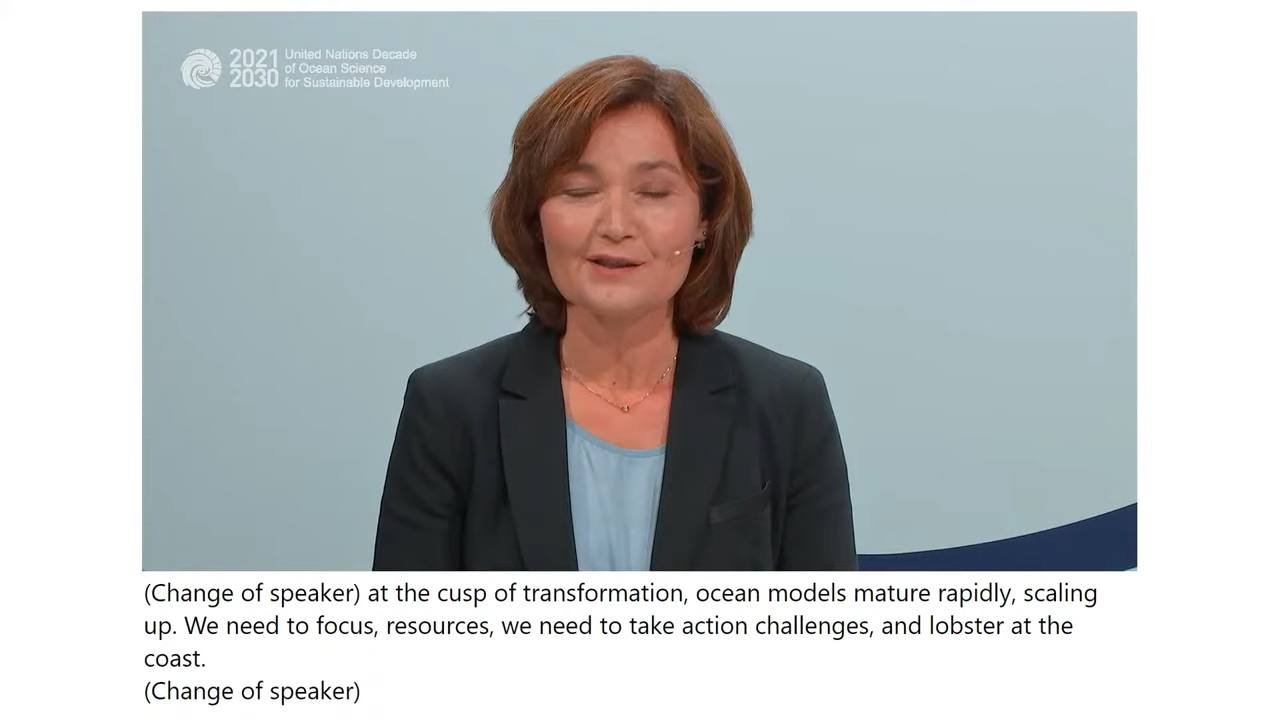 2021
2030
United Nations Decade
of Ocean Science
for Sustainable Development
(Change of speaker) at the cusp of transformation, ocean models mature rapidly, scaling
up. We need to focus, resources, we need to take action challenges, and lobster at the
coast.
(Change of speaker)